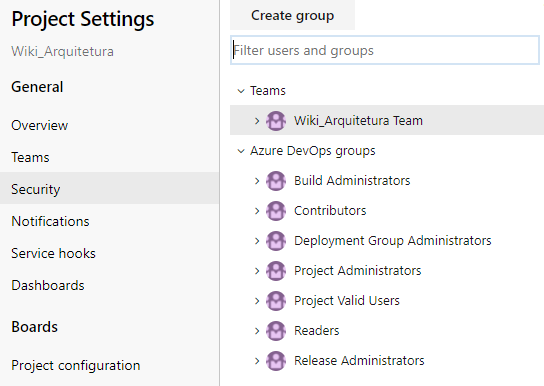 Project Settings
Wiki_Arquitetura
General
Overview
Teams
Security
Notifications
Service hooks
Dashboards
Boards
Project configuration
Create group
Filter users and groups
Teams
Wiki_Arquitetura Team
Azure DevOps groups
Build Administrators
Contributors
Deployment Group Administrators
Project Administrators
Project Valid Users
Readers
Release Administrators